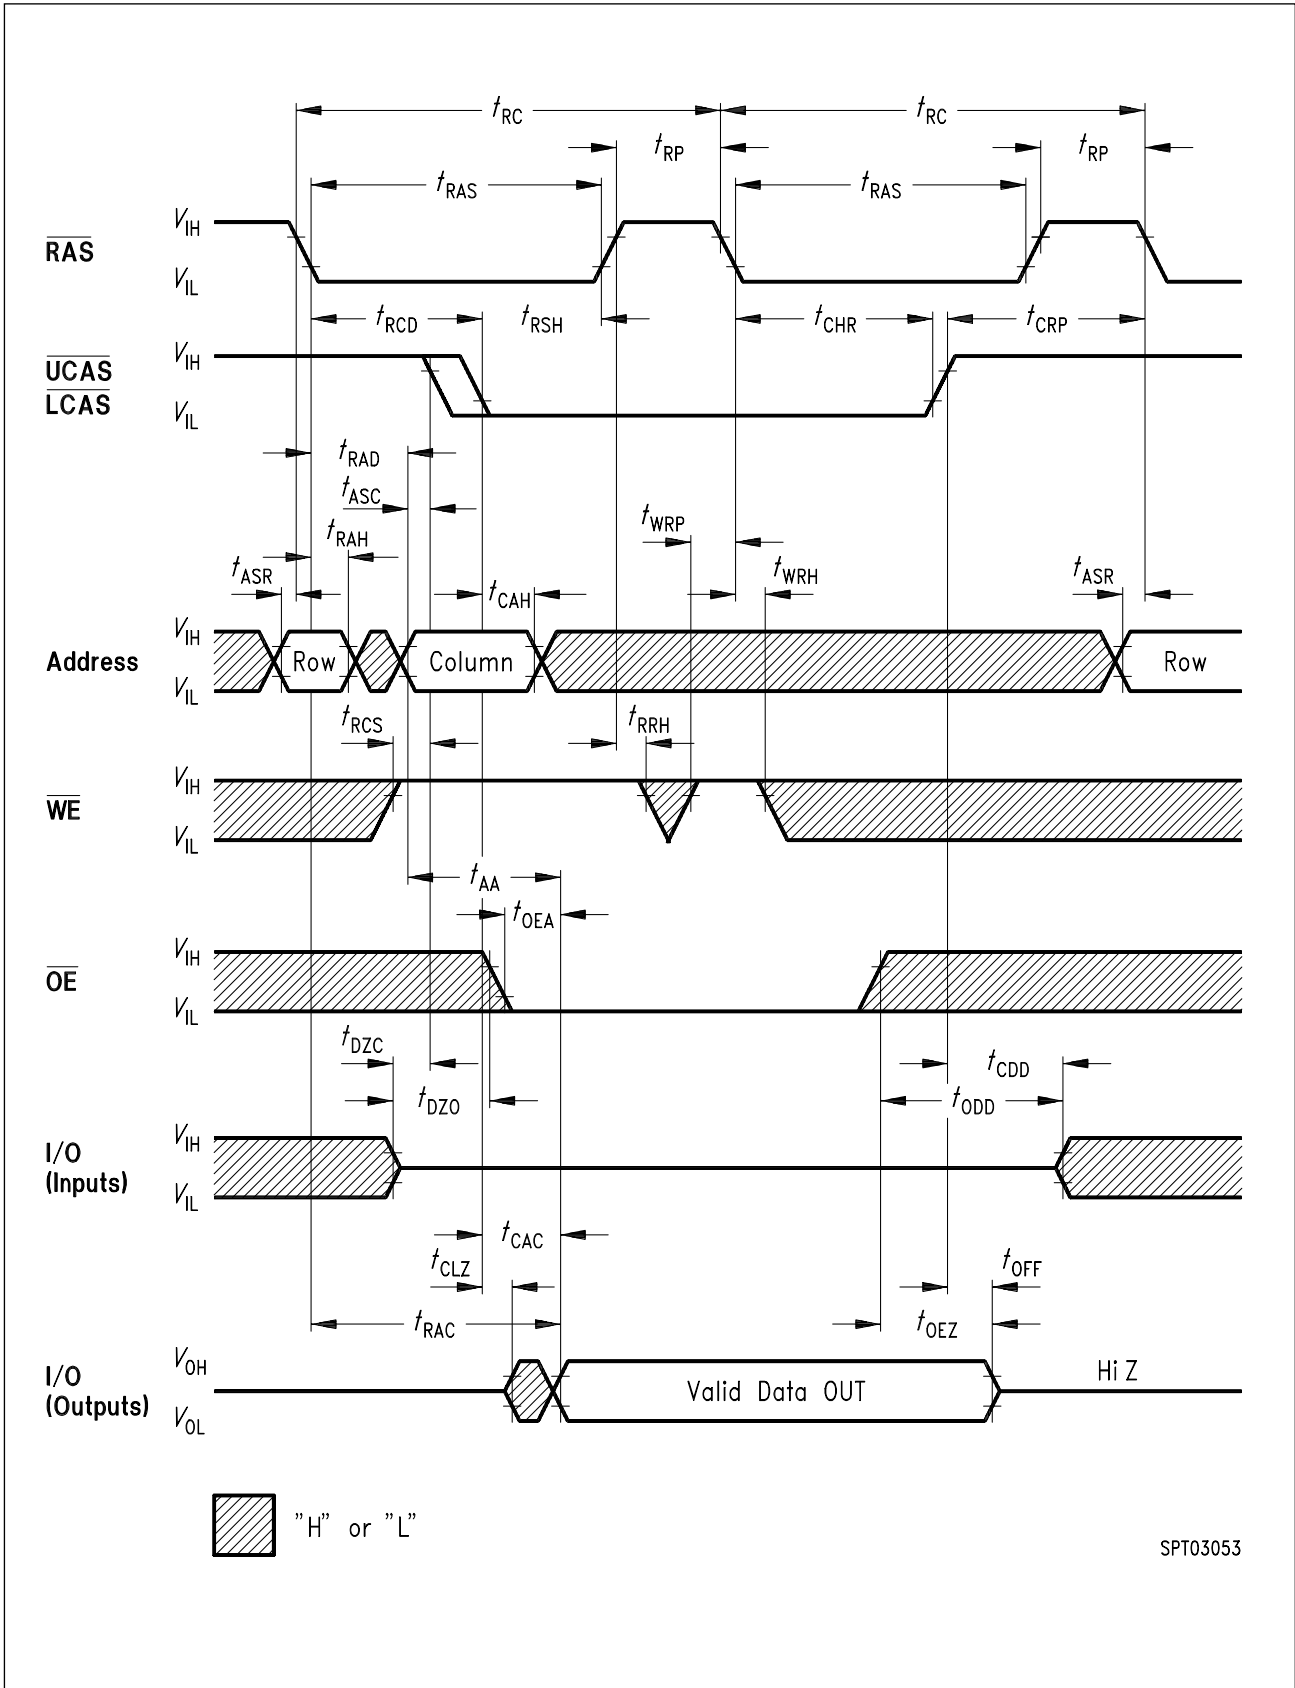 tRC tRC
tRP tRP
tRAS tRAS
RAS VIH
VIL
tRCD tRSH tCHR tCRP
UCAS VIH
LCAS VIL
tRAD
tASC
tWRP
tRAH
tASR tCAH tWRH tASR
VIH
Address Row Column Row
VIL
tRCS tRRH
VIH
WE
VIL
tAA
tOEA
VIH
OE
VIL
tDZC tCDD
tDZO tODD
I/O VIH
(Inputs) VIL
tCAC
tCLZ tOFF
tRAC tOEZ
VOH Hi Z
I/O Valid Data OUT
(Outputs) VOL
"H" or "L"
SPT03053